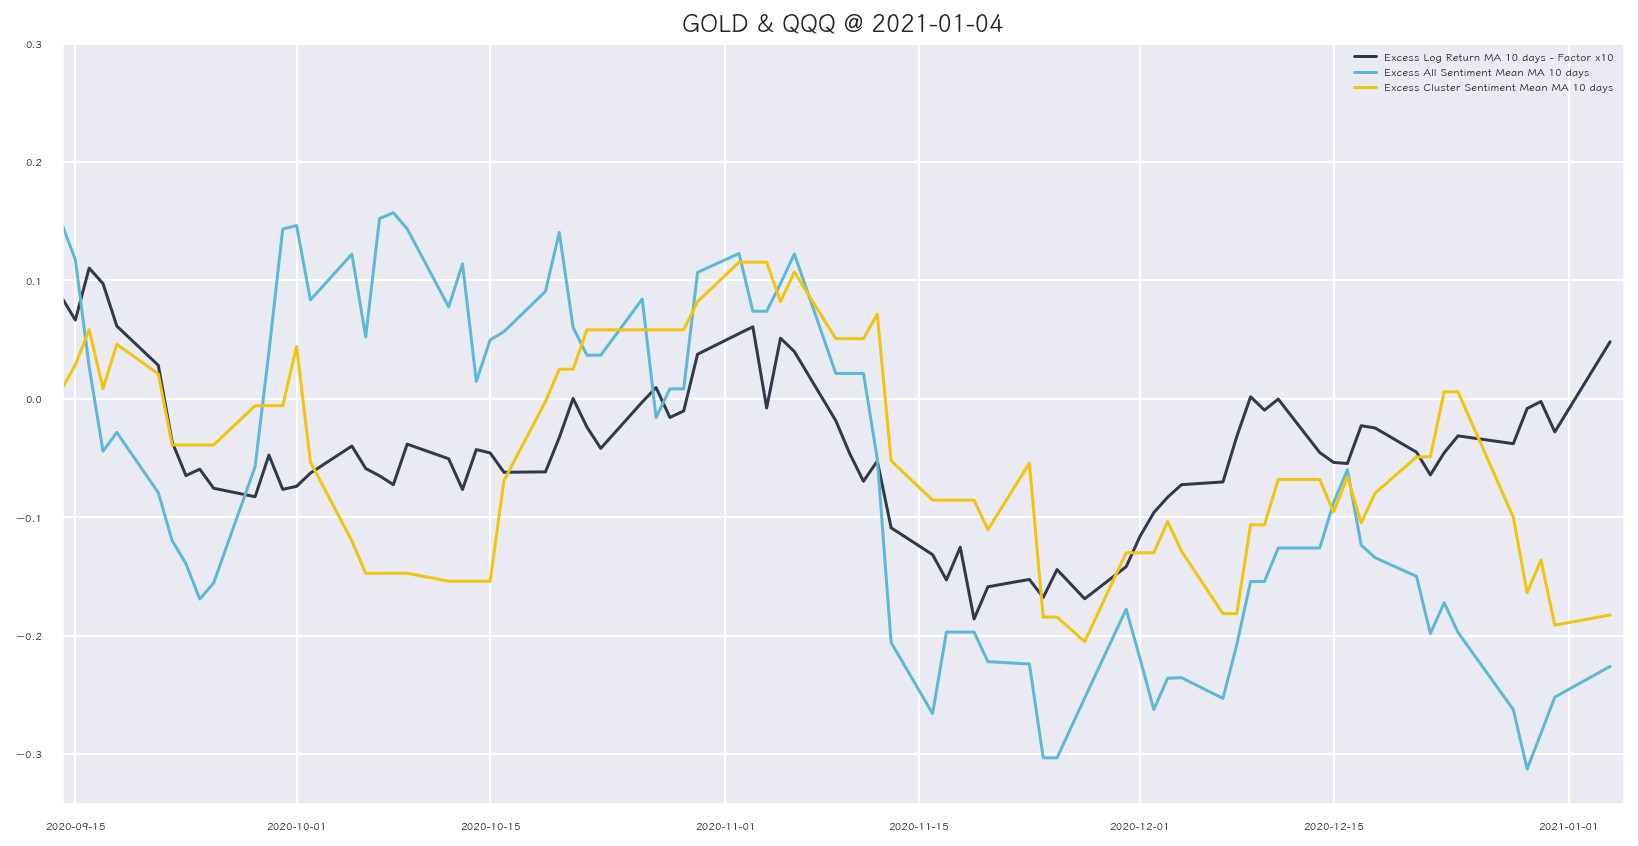 GOLD & QQQ @ 2021-01-04
Excess Log Return MA 10 days - Factor x10
Excess All Sentiment Mean MA 10 days
Excess Cluster Sentiment Mean MA 10 days
0.3
0.2
0.1
0.0
−0.1
−0.2
−0.3
2020-09-15 2020-10-01 2020-10-15 2020-11-01 2020-11-15 2020-12-01 2020-12-15 2021-01-01